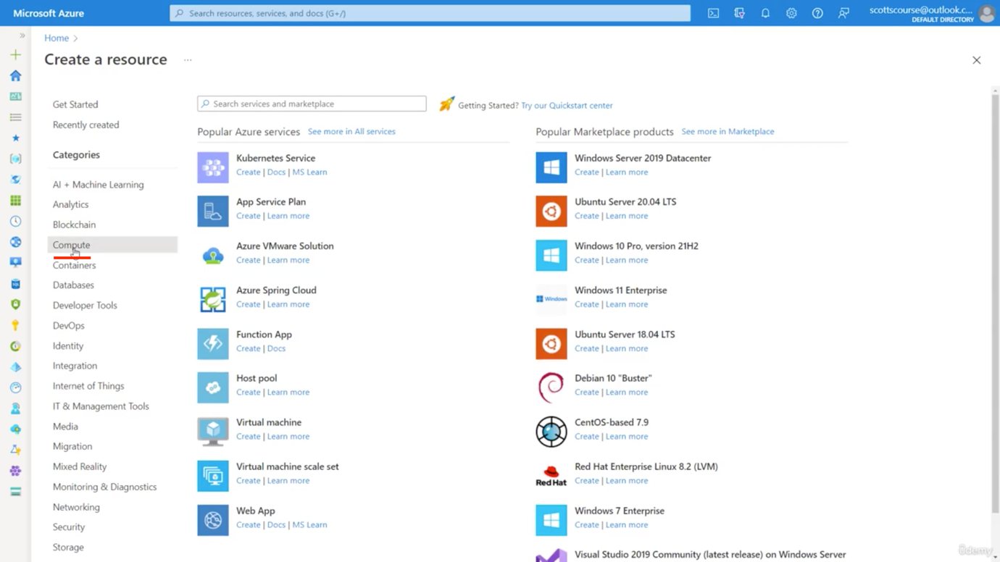 Microsoft Azure
Search resources, services, and docs (G+/)
scottscourse@outlook.c...
DEFAULT DIRECTORY
Home >
Create a resource ...
Get Started
Recently created
Categories
AI + Machine Learning
Analytics
Blockchain
Compute
Containers
Databases
Developer Tools
DevOps
Identity
Integration
Internet of Things
IT & Management Tools
Media
Migration
Mixed Reality
Monitoring & Diagnostics
Networking
Security
Storage
Search services and marketplace
Getting Started? Try our Quickstart center
Popular Azure services See more in All services
Kubernetes Service
Create | Docs | MS Learn
App Service Plan
Create | Learn more
Azure VMware Solution
Create | Learn more
Azure Spring Cloud
Create | Learn more
Function App
Create | Docs
Host pool
Create | Learn more
Virtual machine
Create | Learn more
Virtual machine scale set
Create | Learn more
Web App
Create | Docs | MS Learn
Popular Marketplace products See more in Marketplace
Windows Server 2019 Datacenter
Create | Learn more
Ubuntu Server 20.04 LTS
Create | Learn more
Windows 10 Pro, version 21H2
Create | Learn more
Windows
Windows 11 Enterprise
Create | Learn more
Ubuntu Server 18.04 LTS
Create | Learn more
Debian 10 "Buster"
Create | Learn more
CentOS-based 7.9
Create | Learn more
Red Hat
Red Hat Enterprise Linux 8.2 (LVM)
Create | Learn more
Windows 7 Enterprise
Create | Learn more
Visual Studio 2019 Community (latest release) on Windows Server
Udemy